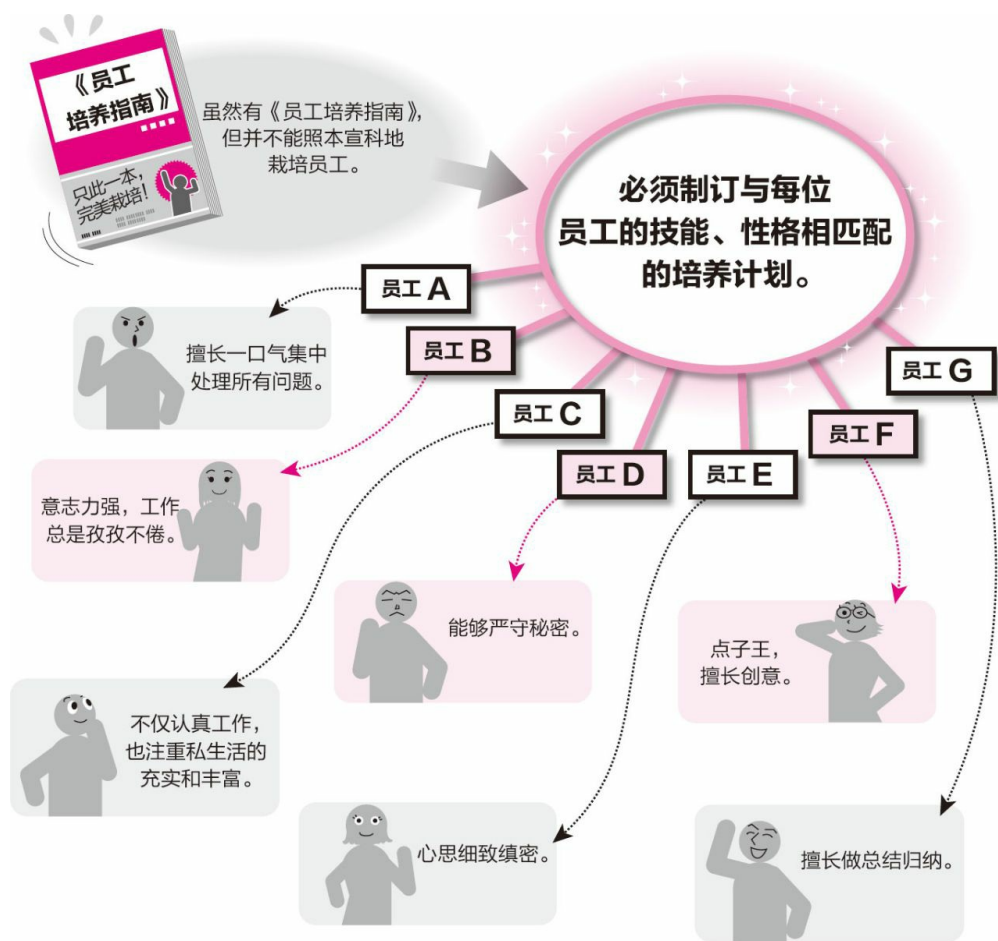 《员工
培养指南》
只此一本，
完美栽培！
虽然有《员工培养指南》，
但并不能照本宣科地
栽培员工。
必须制订与每位
员工的技能、性格相匹配
的培养计划。
员工 A
擅长一口气集中
处理所有问题。
员工 B
意志力强，工作
总是孜孜不倦。
员工 C
不仅认真工作，
也注重私生活的
充实和丰富。
员工 D
能够严守秘密。
员工 E
心思细致缜密。
员工 F
点子王，
擅长创意。
员工 G
擅长做总结归纳。